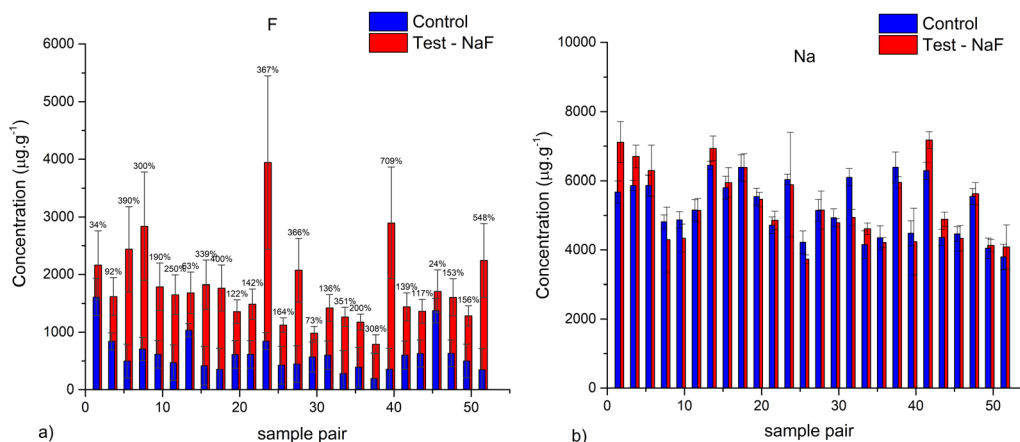 F
Control
Test - NaF
Concentration (µg.g⁻¹)
6000
5000
4000
3000
2000
1000
0
34%
92%
390%
300%
190%
250%
63%
339%
400%
122%
142%
367%
164%
366%
73%
136%
351%
200%
308%
709%
139%
117%
24%
153%
156%
548%
0 10 20 30 40 50
sample pair
a)
Na
Control
Test - NaF
Concentration (µg.g⁻¹)
10000
8000
6000
4000
2000
0
0 10 20 30 40 50
sample pair
b)